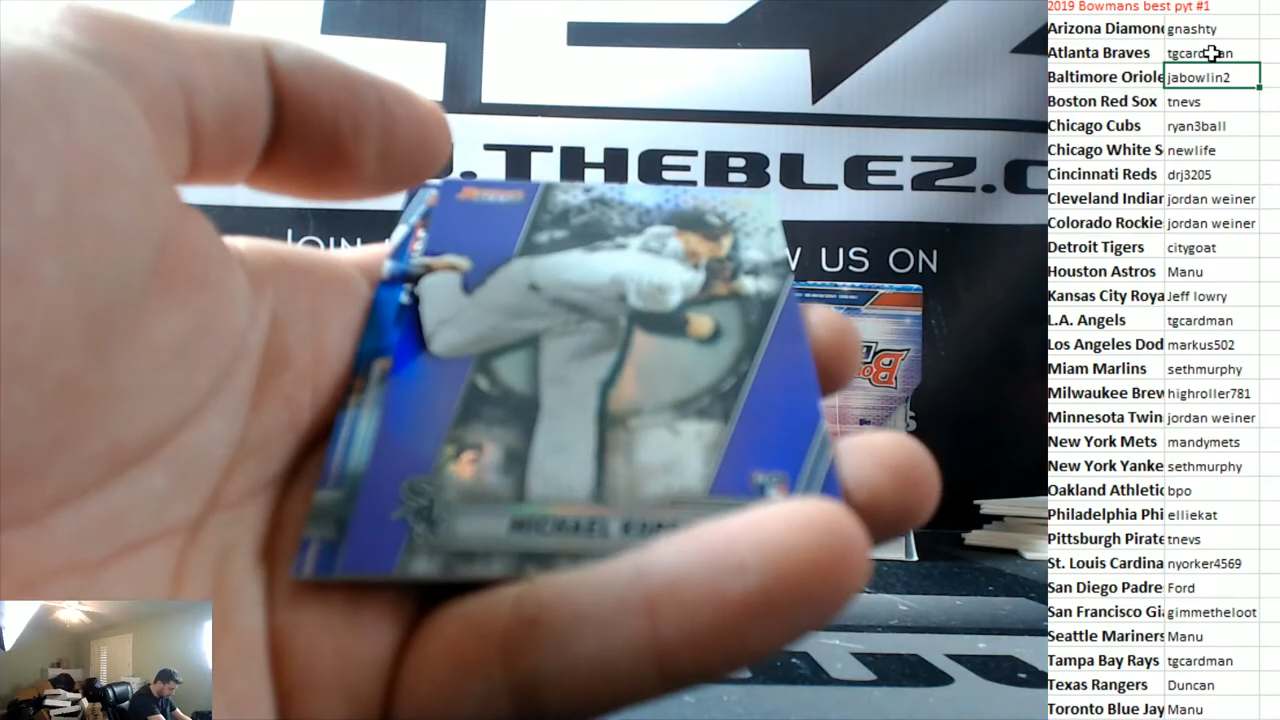 2019 Bowmans best pyt #1
Arizona Diamon gnashty
Atlanta Braves
Baltimore Oriole jabowlin2
Boston Red Sox tnevs
Chicago Cubs ryan3ball
Chicago White S newlife
Cincinnati Reds drj3205
Cleveland Indian jordan weiner
Colorado Rockie jordan weiner
Detroit Tigers citygoat
Houston Astros Manu
Kansas City Roya Jeff lowry
L.A. Angels tgcardman
Los Angeles Dod markus502
Miam Marlins sethmurphy
Milwaukee Brew highroller781
Minnesota Twin jordan weiner
New York Mets mandymets
New York Yanke sethmurphy
Oakland Athletic bpo
Philadelphia Phi elliekat
Pittsburgh Pirate tnevs
St. Louis Cardina nyorker4569
San Diego Padre Ford
San Francisco Gi gimmetheloot
Seattle Mariners Manu
Tampa Bay Rays tgcardman
Texas Rangers Duncan
Toronto Blue Jay Manu
.THEBLEZ.C
JOIN
W US ON
MICHAEL